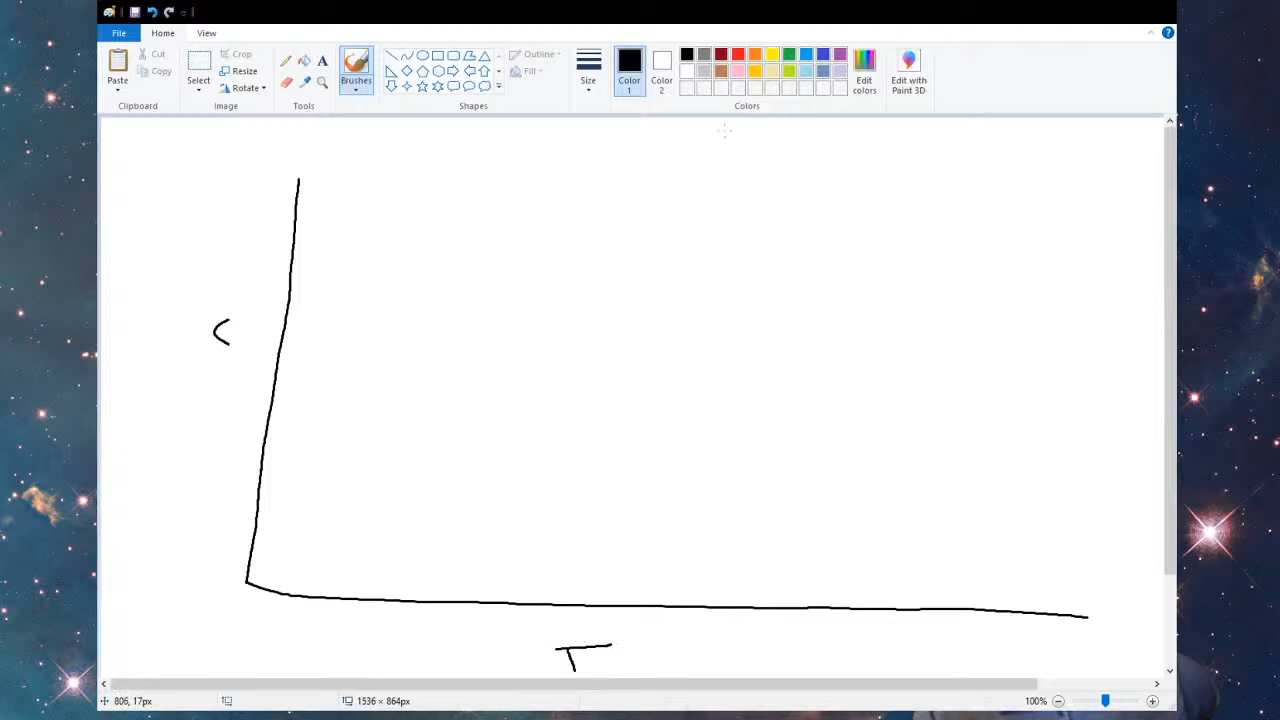 File Home View
Paste Cut Copy
Select Crop Resize Rotate
Brushes
Outline Fill
Size
Color 1
Color 2
Edit colors
Edit with Paint 3D
Clipboard Image Tools Shapes Colors
C
T
806, 17px 1536 × 864px 100%